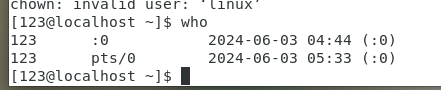 chown: invalid user: ‘linux’
[123@localhost ~]$ who
123      :0           2024-06-03 04:44 (:0)
123      pts/0        2024-06-03 05:33 (:0)
[123@localhost ~]$